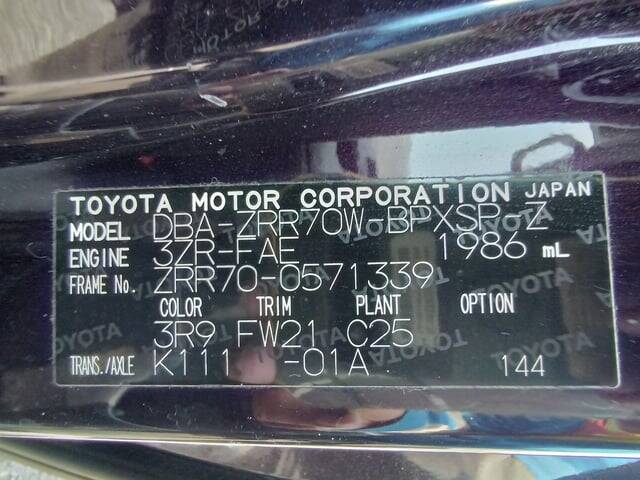 TOYOTA MOTOR CORPORATION JAPAN
MODEL DBA-ZRR70W-BPXSP-Z
ENGINE 3ZR-FAE 1986 mL
FRAME No. ZRR70-0571339
COLOR TRIM PLANT OPTION
3R9 FW21 C25
TRANS./AXLE K111 -01A 144